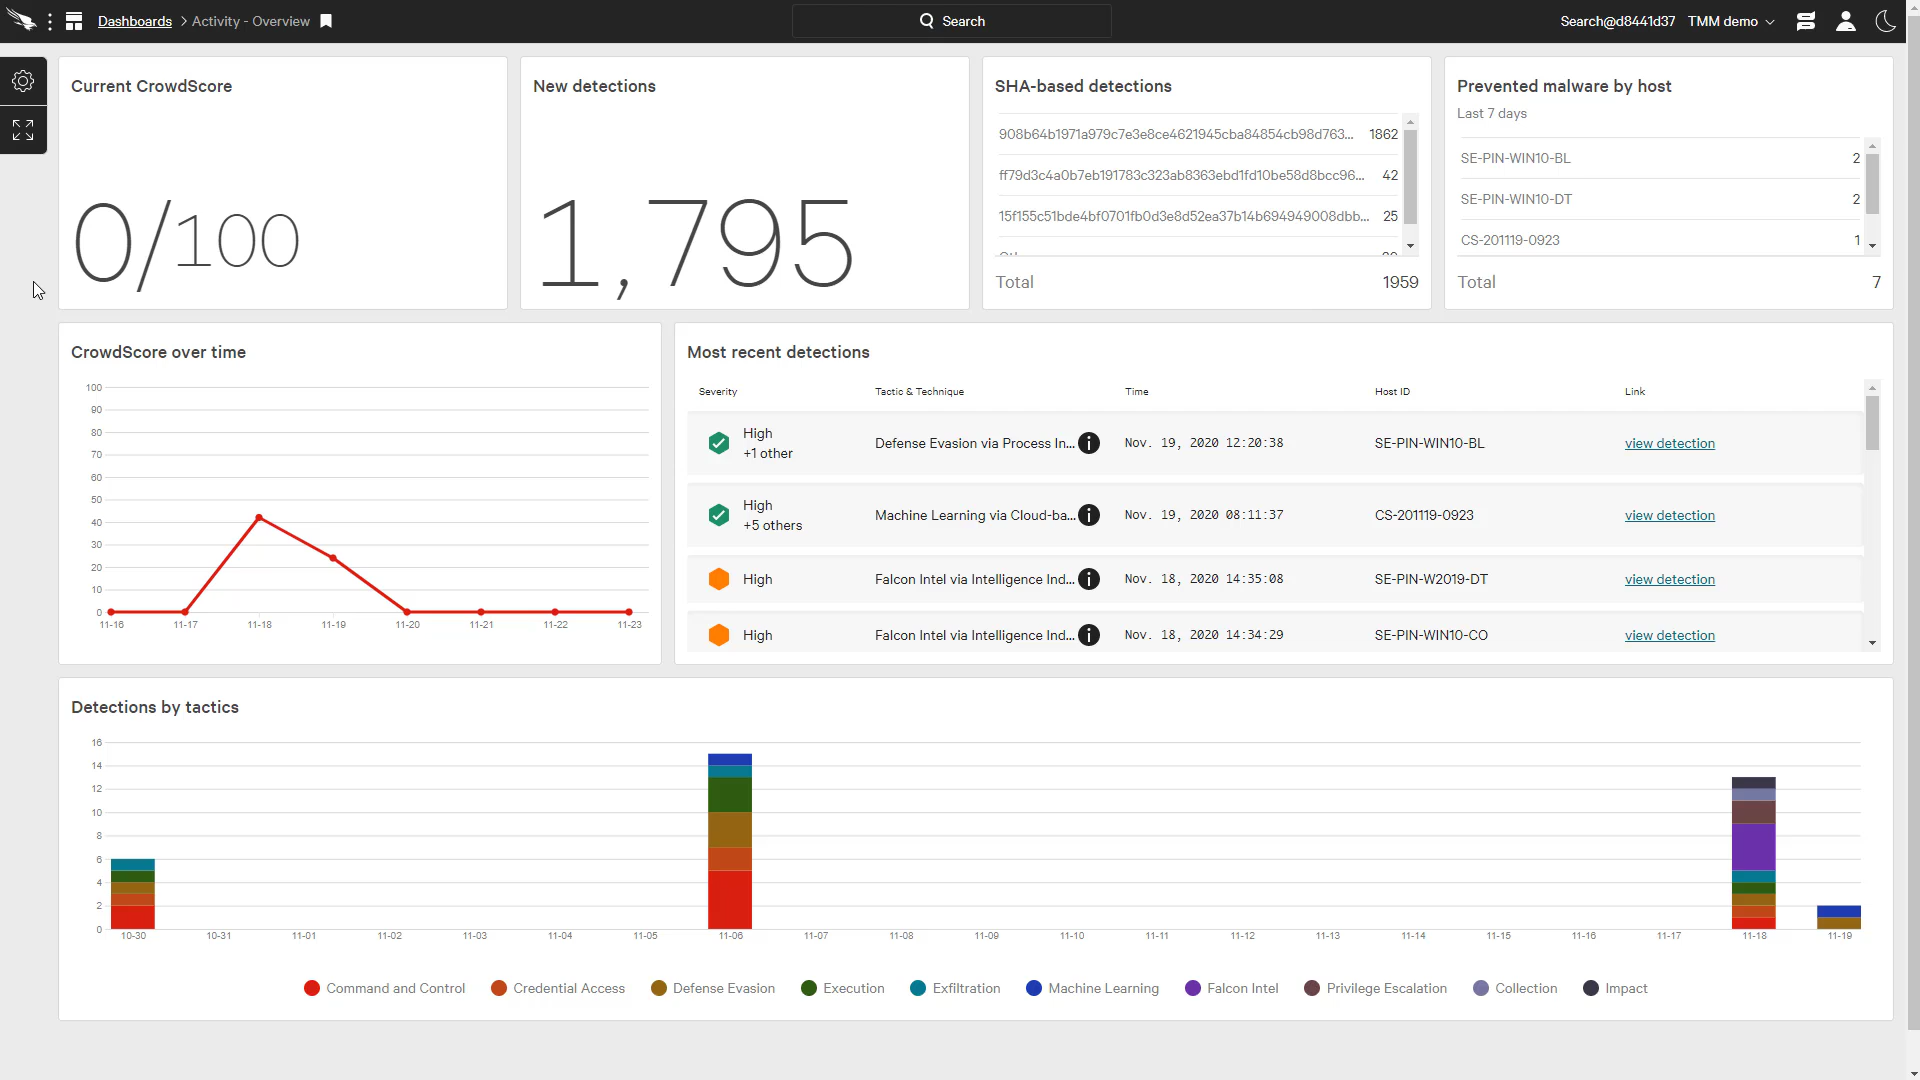 Dashboards > Activity - Overview
Search
Search@d8441d37 TMM demo
Current CrowdScore
0/100
New detections
1,795
SHA-based detections
908b64b1971a979c7e3e8ce4621945cba84854cb98d763... 1862
ff79d3c4a0b7eb191783c323ab8363ebd1fd10be58d8bcc96... 42
15f155c51bde4bf0701fb0d3e8d52ea37b14b694949008dbb... 25
Total 1959
Prevented malware by host
Last 7 days
SE-PIN-WIN10-BL 2
SE-PIN-WIN10-DT 2
CS-201119-0923 1
Total 7
CrowdScore over time
100
90
80
70
60
50
40
30
20
10
0
11-16 11-17 11-18 11-19 11-20 11-21 11-22 11-23
Most recent detections
Severity Tactic & Technique Time Host ID Link
High
+1 other
Defense Evasion via Process In... Nov. 19, 2020 12:20:38 SE-PIN-WIN10-BL view detection
High
+5 others
Machine Learning via Cloud-ba... Nov. 19, 2020 08:11:37 CS-201119-0923 view detection
High Falcon Intel via Intelligence Ind... Nov. 18, 2020 14:35:08 SE-PIN-W2019-DT view detection
High Falcon Intel via Intelligence Ind... Nov. 18, 2020 14:34:29 SE-PIN-WIN10-CO view detection
Detections by tactics
16
14
12
10
8
6
4
2
0
10-30 10-31 11-01 11-02 11-03 11-04 11-05 11-06 11-07 11-08 11-09 11-10 11-11 11-12 11-13 11-14 11-15 11-16 11-17 11-18 11-19
Command and Control Credential Access Defense Evasion Execution Exfiltration Machine Learning Falcon Intel Privilege Escalation Collection Impact